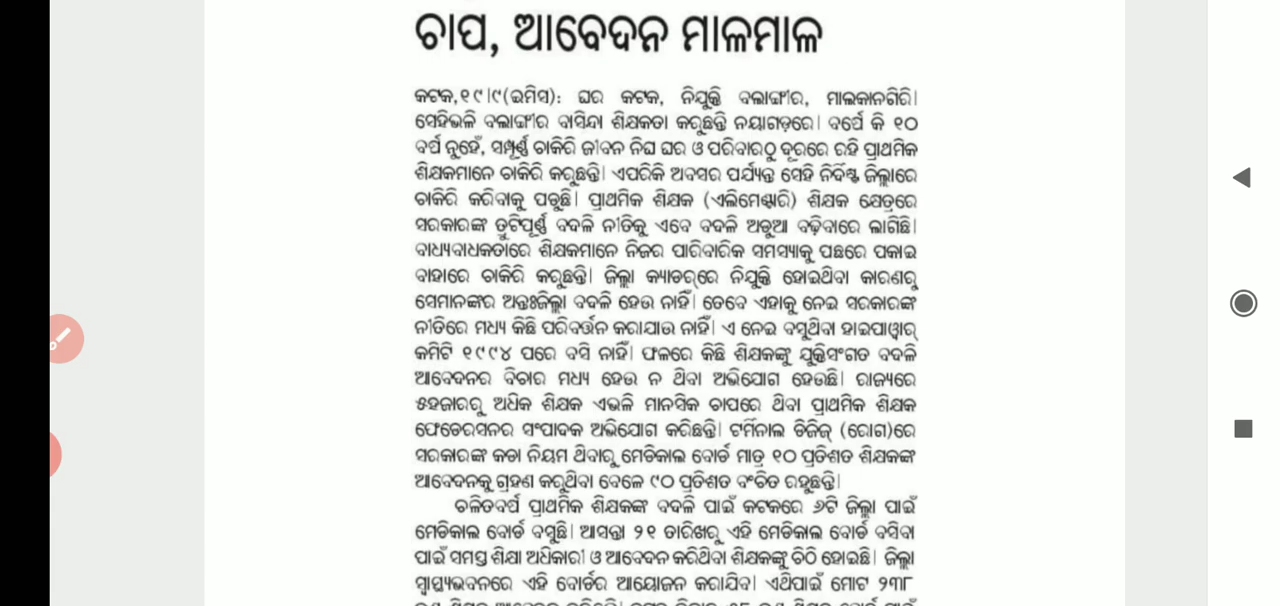 ଚାପ, ଆବେଦନ ମାଳମାଳ
କଟକ,୧୯।୯(ଇମିସ): ଘର କଟକ, ନିଯୁକ୍ତି ବଲାଙ୍ଗୀର, ମାଲକାନଗିରି।
ସେହିଭଳି ବଲାଙ୍ଗୀର ବାସିନ୍ଦା ଶିକ୍ଷକତା କରୁଛନ୍ତି ନୟାଗଡ଼ରେ। ବର୍ଷେ କି ୧୦
ବର୍ଷ ନୁହେଁ, ସମ୍ପୂର୍ଣ୍ଣ ଚାକିରି ଜୀବନ ନିଘ ଘର ଓ ପରିବାରଠୁ ଦୂରରେ ରହି ପ୍ରାଥମିକ
ଶିକ୍ଷକମାନେ ଚାକିରି କରୁଛନ୍ତି। ଏପରିକି ଅବସର ପର୍ଯ୍ୟନ୍ତ ସେହି ନିର୍ଦ୍ଦିଷ୍ଟ ଜିଲ୍ଲାରେ
ଚାକିରି କରିବାକୁ ପଡୁଛି। ପ୍ରାଥମିକ ଶିକ୍ଷକ (ଏଲିମେଣ୍ଟାରି) ଶିକ୍ଷକ କ୍ଷେତ୍ରରେ
ସରକାରଙ୍କ ତ୍ରୁଟିପୂର୍ଣ୍ଣ ବଦଳି ନୀତିକୁ ଏବେ ବଦଳି ଅଡୁଆ ବଢ଼ିବାରେ ଲାଗିଛି।
ବାଧ୍ୟବାଧକତାରେ ଶିକ୍ଷକମାନେ ନିଜର ପାରିବାରିକ ସମସ୍ୟାକୁ ପଛରେ ପକାଇ
ବାହାରେ ଚାକିରି କରୁଛନ୍ତି। ଜିଲ୍ଲା କ୍ୟାଡର୍‌ରେ ନିଯୁକ୍ତି ହୋଇଥିବା କାରଣରୁ
ସେମାନଙ୍କର ଅନ୍ତଃଜିଲ୍ଲା ବଦଳି ହେଉ ନାହିଁ। ତେବେ ଏହାକୁ ନେଇ ସରକାରଙ୍କ
ନୀତିରେ ମଧ୍ୟ କିଛି ପରିବର୍ତ୍ତନ କରାଯାଉ ନାହିଁ। ଏ ନେଇ ବସୁଥିବା ହାଇପାୱାର୍
କମିଟି ୧୯୯୪ ପରେ ବସି ନାହିଁ। ଫଳରେ କିଛି ଶିକ୍ଷକଙ୍କୁ ଯୁକ୍ତିସଂଗତ ବଦଳି
ଆବେଦନର ବିଚାର ମଧ୍ୟ ହେଉ ନ ଥିବା ଅଭିଯୋଗ ହେଉଛି। ରାଜ୍ୟରେ
୫ହଜାରରୁ ଅଧିକ ଶିକ୍ଷକ ଏଭଳି ମାନସିକ ଚାପରେ ଥିବା ପ୍ରାଥମିକ ଶିକ୍ଷକ
ଫେଡେରସନର ସଂପାଦକ ଅଭିଯୋଗ କରିଛନ୍ତି। ଟର୍ମିନାଲ ଡିଜିଜ୍ (ରୋଗ)ରେ
ସରକାରଙ୍କ କଡା ନିୟମ ଥିବାରୁ ମେଡିକାଲ ବୋର୍ଡ ମାତ୍ର ୧୦ ପ୍ରତିଶତ ଶିକ୍ଷକଙ୍କ
ଆବେଦନକୁ ଗ୍ରହଣ କରୁଥିବା ବେଳେ ୯୦ ପ୍ରତିଶତ ବଂଚିତ ରହୁଛନ୍ତି।
ଚଳିତବର୍ଷ ପ୍ରାଥମିକ ଶିକ୍ଷକଙ୍କ ବଦଳି ପାଇଁ କଟକରେ ୬ଟି ଜିଲ୍ଲା ପାଇଁ
ମେଡିକାଲ ବୋର୍ଡ ବସୁଛି। ଆସନ୍ତା ୨୧ ତାରିଖରୁ ଏହି ମେଡିକାଲ ବୋର୍ଡ ବସିବା
ପାଇଁ ସମସ୍ତ ଶିକ୍ଷା ଅଧିକାରୀ ଓ ଆବେଦନ କରିଥିବା ଶିକ୍ଷକଙ୍କୁ ଚିଠି ହୋଇଛି। ଜିଲ୍ଲା
ସ୍ୱାସ୍ଥ୍ୟଭବନରେ ଏହି ବୋର୍ଡର ଆୟୋଜନ କରାଯିବ। ଏଥିପାଇଁ ମୋଟ ୨୩୮